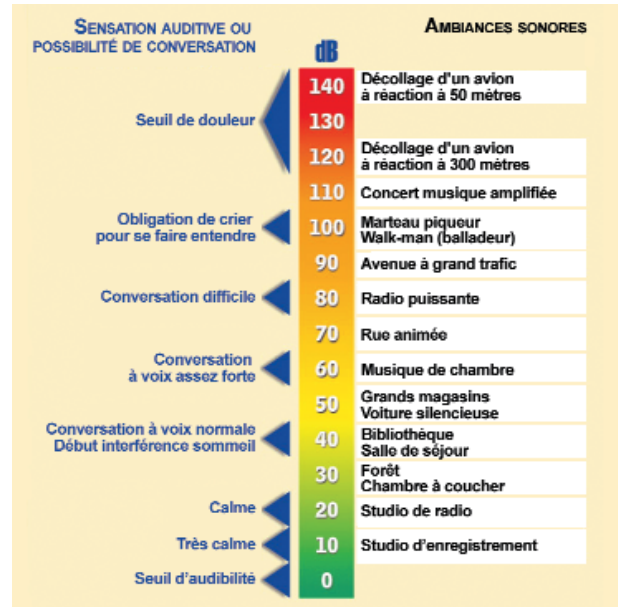 SENSATION AUDITIVE OU
POSSIBILITÉ DE CONVERSATION
dB
AMBIANCES SONORES
140
Décollage d'un avion
à réaction à 50 mètres
Seuil de douleur
130
120
Décollage d'un avion
à réaction à 300 mètres
110
Concert musique amplifiée
Obligation de crier
pour se faire entendre
100
Marteau piqueur
Walk-man (balladeur)
90
Avenue à grand trafic
Conversation difficile
80
Radio puissante
70
Rue animée
Conversation
à voix assez forte
60
Musique de chambre
50
Grands magasins
Voiture silencieuse
Conversation à voix normale
Début interférence sommeil
40
Bibliothèque
Salle de séjour
30
Forêt
Chambre à coucher
Calme
20
Studio de radio
Très calme
10
Studio d'enregistrement
Seuil d'audibilité
0